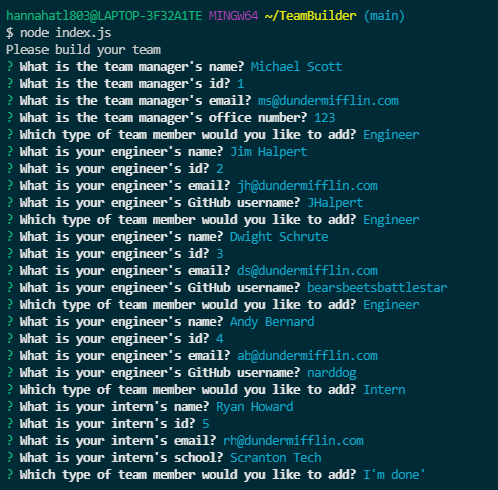 hannahatl803@LAPTOP-3F32A1TE MINGW64 ~/TeamBuilder (main)
$ node index.js
Please build your team
? What is the team manager's name? Michael Scott
? What is the team manager's id? 1
? What is the team manager's email? ms@dundermifflin.com
? What is the team manager's office number? 123
? Which type of team member would you like to add? Engineer
? What is your engineer's name? Jim Halpert
? What is your engineer's id? 2
? What is your engineer's email? jh@dundermifflin.com
? What is your engineer's GitHub username? JHalpert
? Which type of team member would you like to add? Engineer
? What is your engineer's name? Dwight Schrute
? What is your engineer's id? 3
? What is your engineer's email? ds@dundermifflin.com
? What is your engineer's GitHub username? bearsbeetsbattlestar
? Which type of team member would you like to add? Engineer
? What is your engineer's name? Andy Bernard
? What is your engineer's id? 4
? What is your engineer's email? ab@dundermifflin.com
? What is your engineer's GitHub username? narddog
? Which type of team member would you like to add? Intern
? What is your intern's name? Ryan Howard
? What is your intern's id? 5
? What is your intern's email? rh@dundermifflin.com
? What is your intern's school? Scranton Tech
? Which type of team member would you like to add? I'm done'